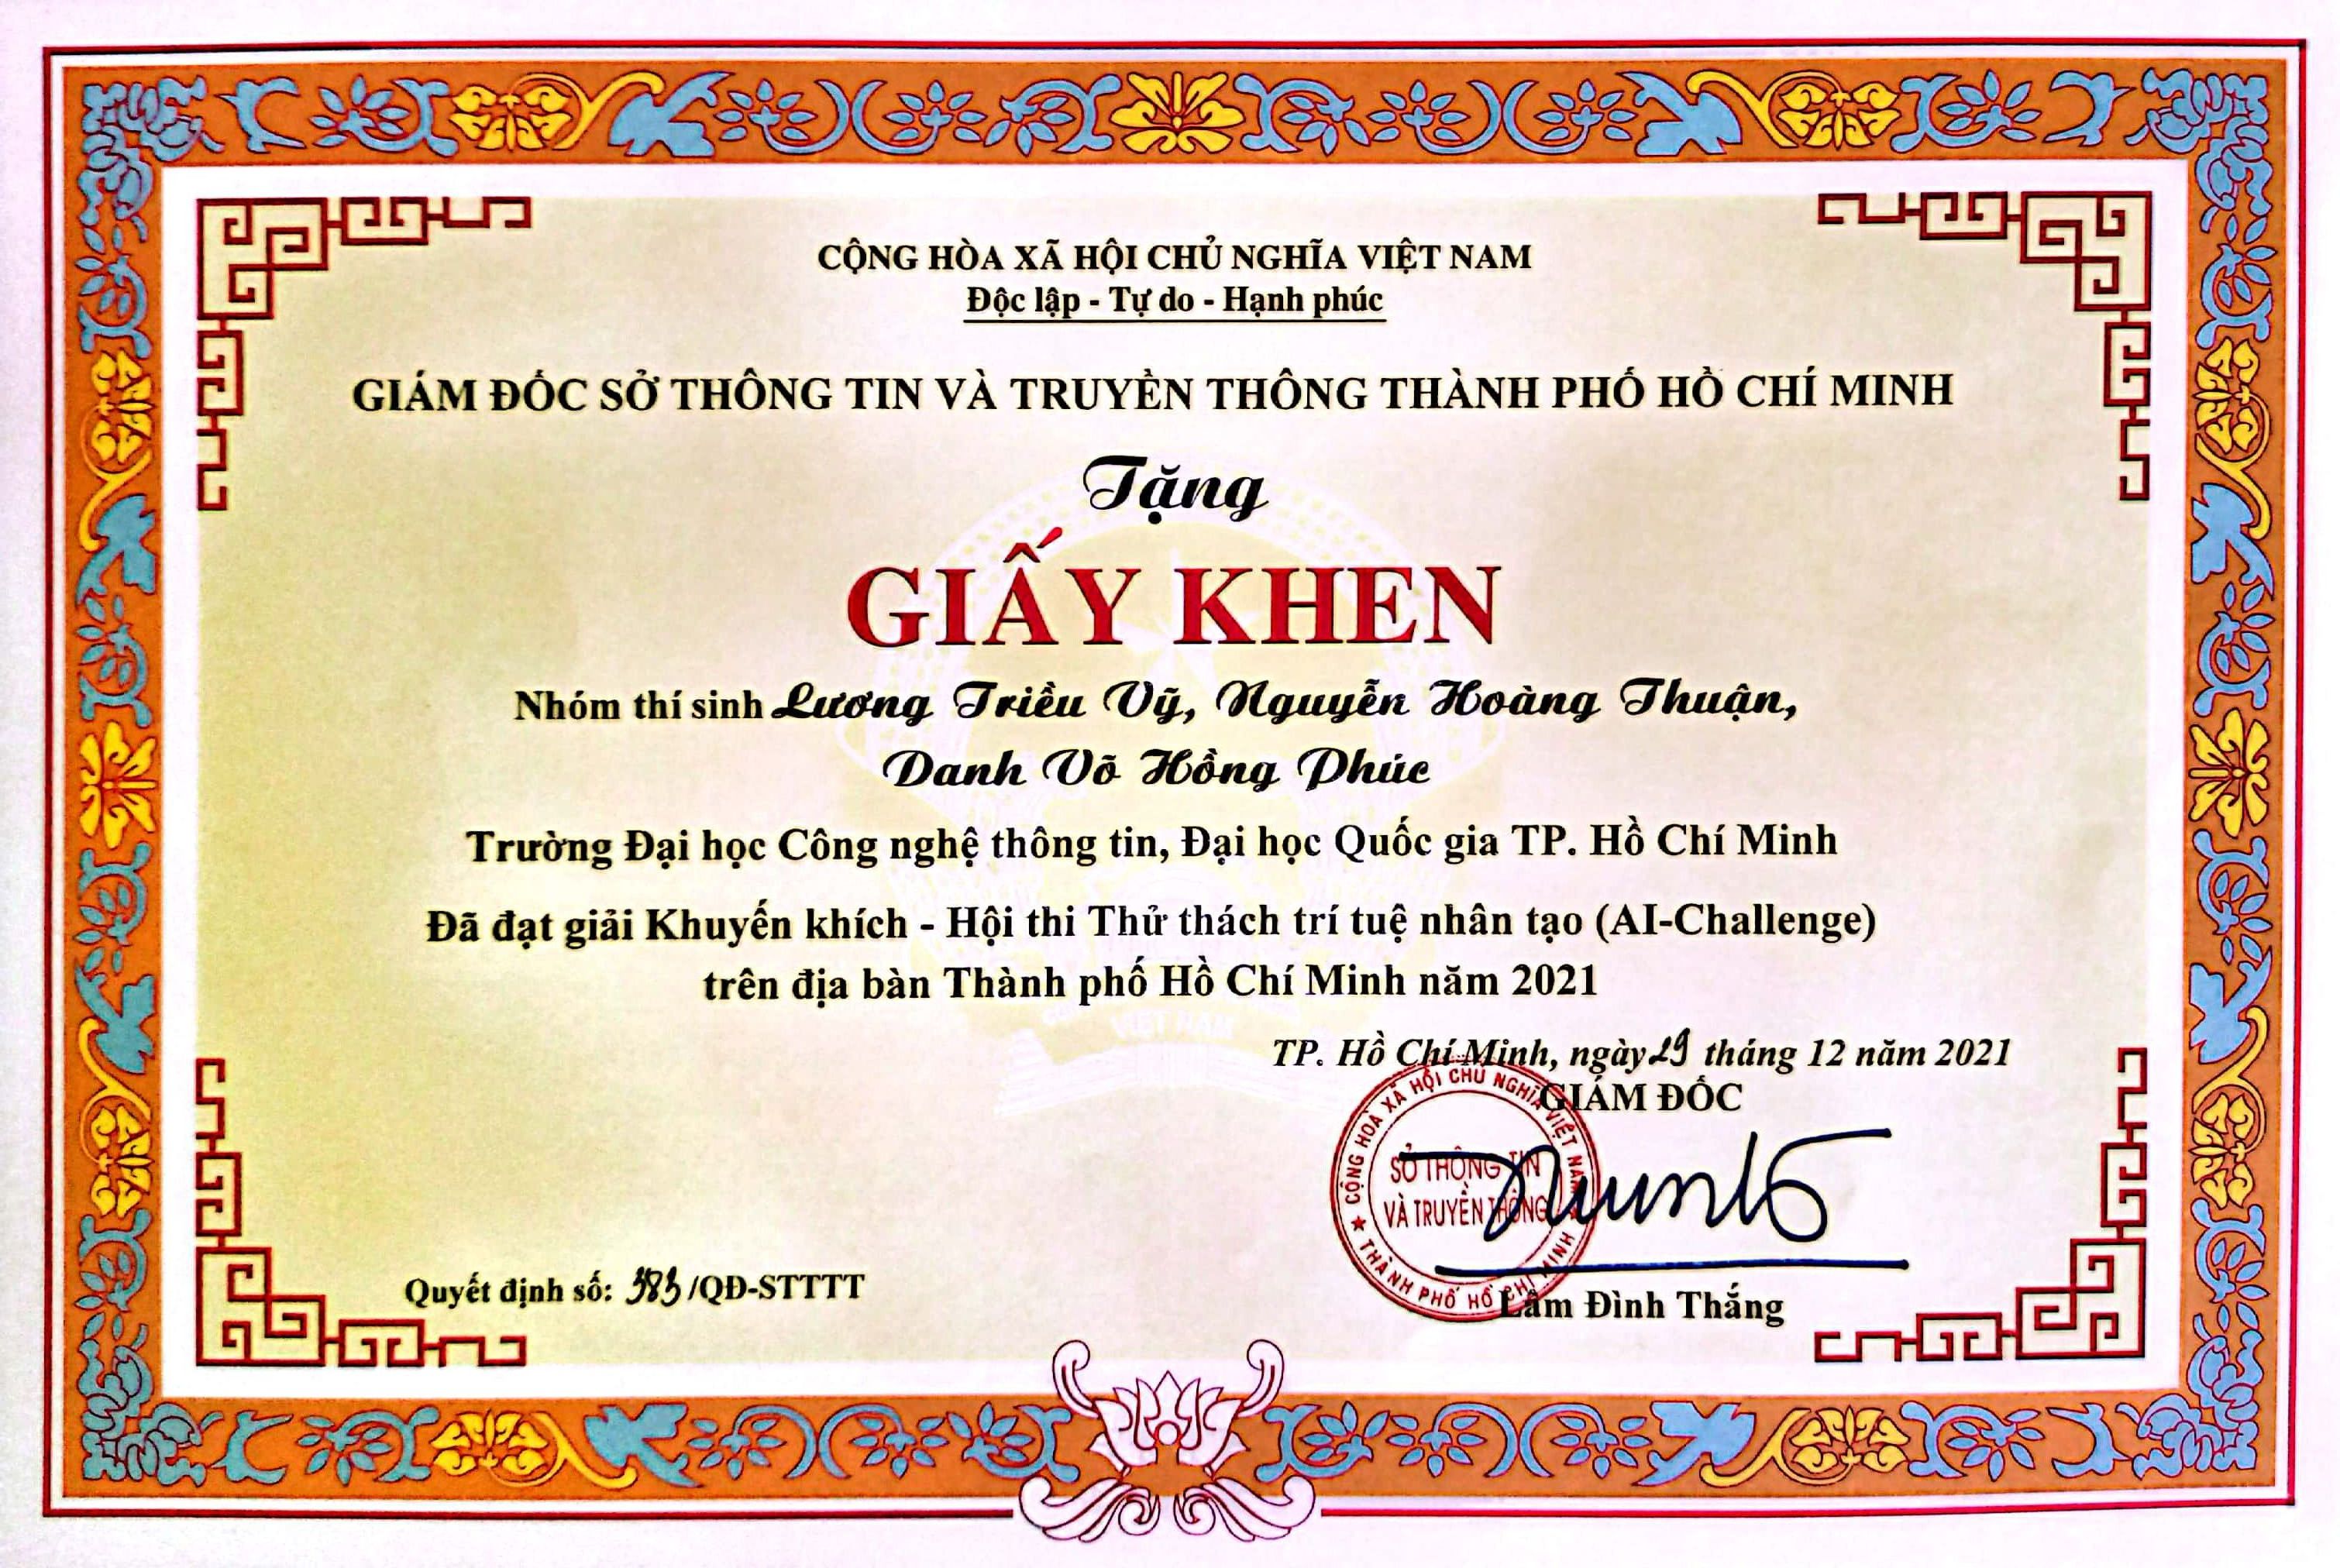 CỘNG HÒA XÃ HỘI CHỦ NGHĨA VIỆT NAM
Độc lập - Tự do - Hạnh phúc
GIÁM ĐỐC SỞ THÔNG TIN VÀ TRUYỀN THÔNG THÀNH PHỐ HỒ CHÍ MINH
Tặng
GIẤY KHEN
Nhóm thí sinh Lương Triều Vỹ, Nguyễn Hoàng Thuận,
Danh Võ Hồng Phúc
Trường Đại học Công nghệ thông tin, Đại học Quốc gia TP. Hồ Chí Minh
Đã đạt giải Khuyến khích - Hội thi Thử thách trí tuệ nhân tạo (AI-Challenge)
trên địa bàn Thành phố Hồ Chí Minh năm 2021
VIỆT NAM
TP. Hồ Chí Minh, ngày 29 tháng 12 năm 2021
GIÁM ĐỐC
CỘNG HÒA XÃ HỘI CHỦ NGHĨA VIỆT NAM
SỞ THÔNG TIN
VÀ TRUYỀN THÔNG
★ THÀNH PHỐ HỒ CHÍ MINH
Quyết định số: 383/QĐ-STTTT
Lâm Đình Thắng